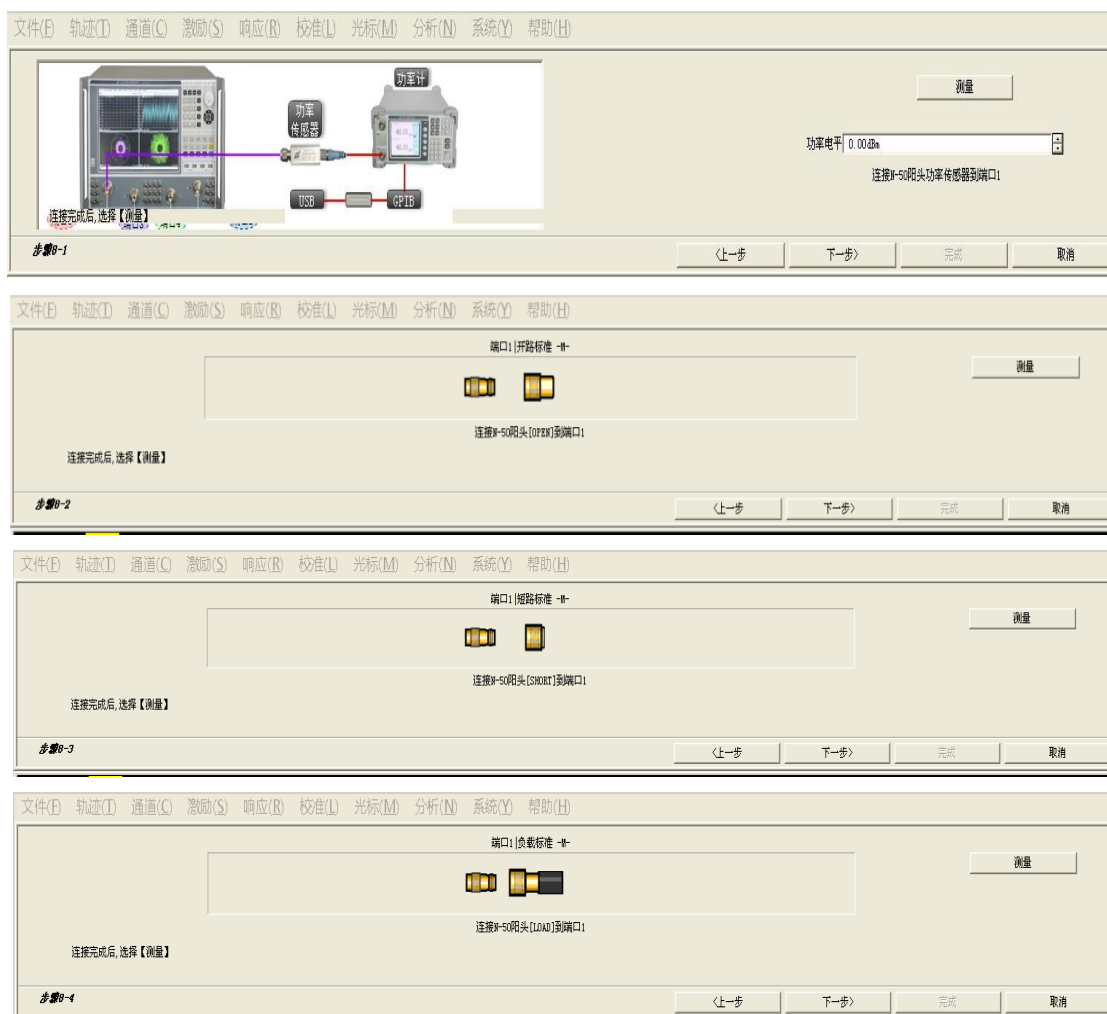 文件(F) 轨迹(T) 通道(C) 激励(S) 响应(R) 校准(L) 光标(M) 分析(N) 系统(Y) 帮助(H)
功率计
功率
传感器
USB
GPIB
测量
功率电平 0.00dBm
连接N-50阳头功率传感器到端口1
连接完成后,选择【测量】
步骤8-1
〈上一步 下一步〉 完成 取消
文件(F) 轨迹(T) 通道(C) 激励(S) 响应(R) 校准(L) 光标(M) 分析(N) 系统(Y) 帮助(H)
端口1|开路标准 -M-
测量
连接N-50阳头[OPEN]到端口1
连接完成后,选择【测量】
步骤8-2
〈上一步 下一步〉 完成 取消
文件(F) 轨迹(T) 通道(C) 激励(S) 响应(R) 校准(L) 光标(M) 分析(N) 系统(Y) 帮助(H)
端口1|短路标准 -M-
测量
连接N-50阳头[SHORT]到端口1
连接完成后,选择【测量】
步骤8-3
〈上一步 下一步〉 完成 取消
文件(F) 轨迹(T) 通道(C) 激励(S) 响应(R) 校准(L) 光标(M) 分析(N) 系统(Y) 帮助(H)
端口1|负载标准 -M-
测量
连接N-50阳头[LOAD]到端口1
连接完成后,选择【测量】
步骤8-4
〈上一步 下一步〉 完成 取消